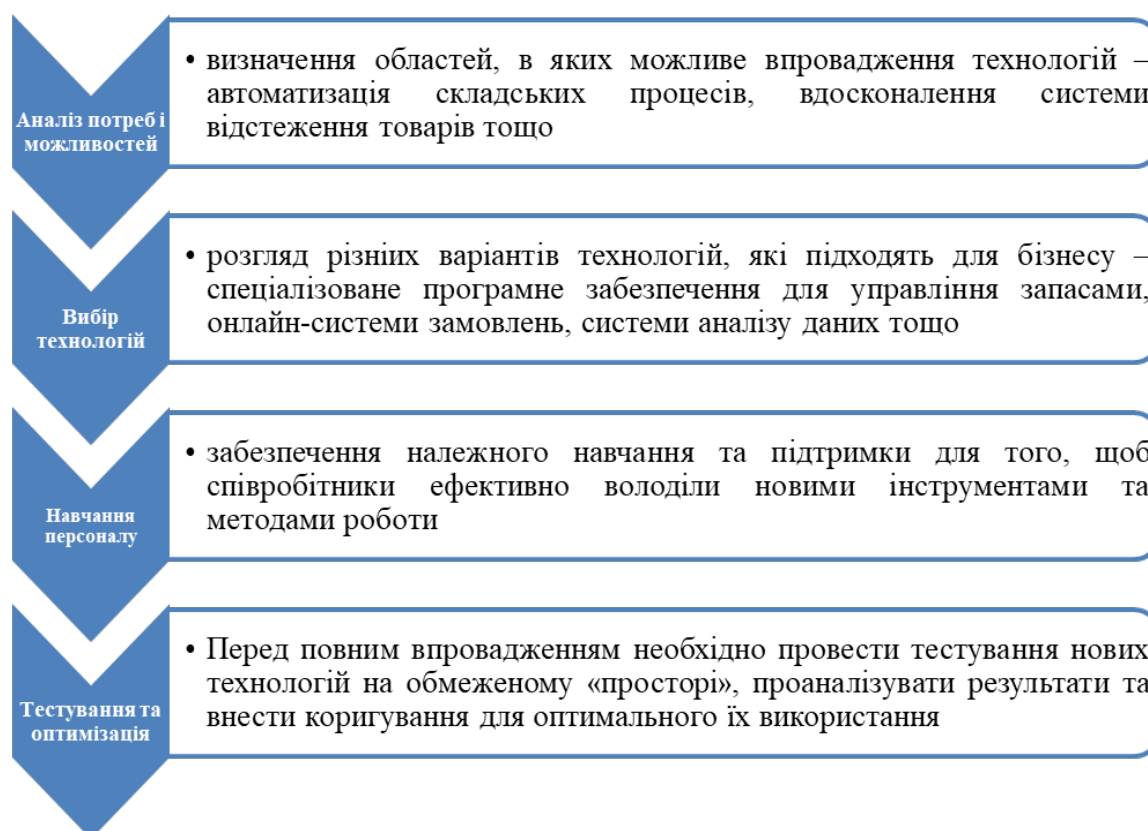 Аналіз потреб і
можливостей
• визначення областей, в яких можливе впровадження технологій –
автоматизація складських процесів, вдосконалення системи
відстеження товарів тощо
Вибір
технологій
• розгляд різніих варіантів технологій, які підходять для бізнесу –
спеціалізоване програмне забезпечення для управління запасами,
онлайн-системи замовлень, системи аналізу даних тощо
Навчання
персоналу
• забезпечення належного навчання та підтримки для того, щоб
співробітники ефективно володіли новими інструментами та
методами роботи
Тестування та
оптимізація
• Перед повним впровадженням необхідно провести тестування нових
технологій на обмеженому «просторі», проаналізувати результати та
внести коригування для оптимального їх використання